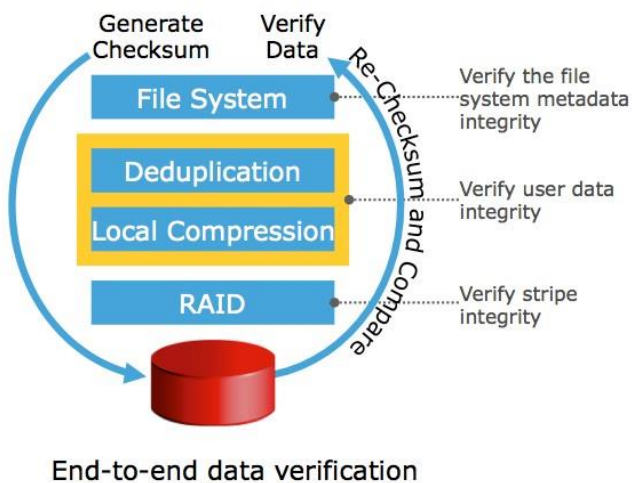 Generate
Checksum
Verify
Data
Re-Checksum and Compare
File System
Verify the file
system metadata
integrity
Deduplication
Local Compression
Verify user data
integrity
RAID
Verify stripe
integrity
End-to-end data verification